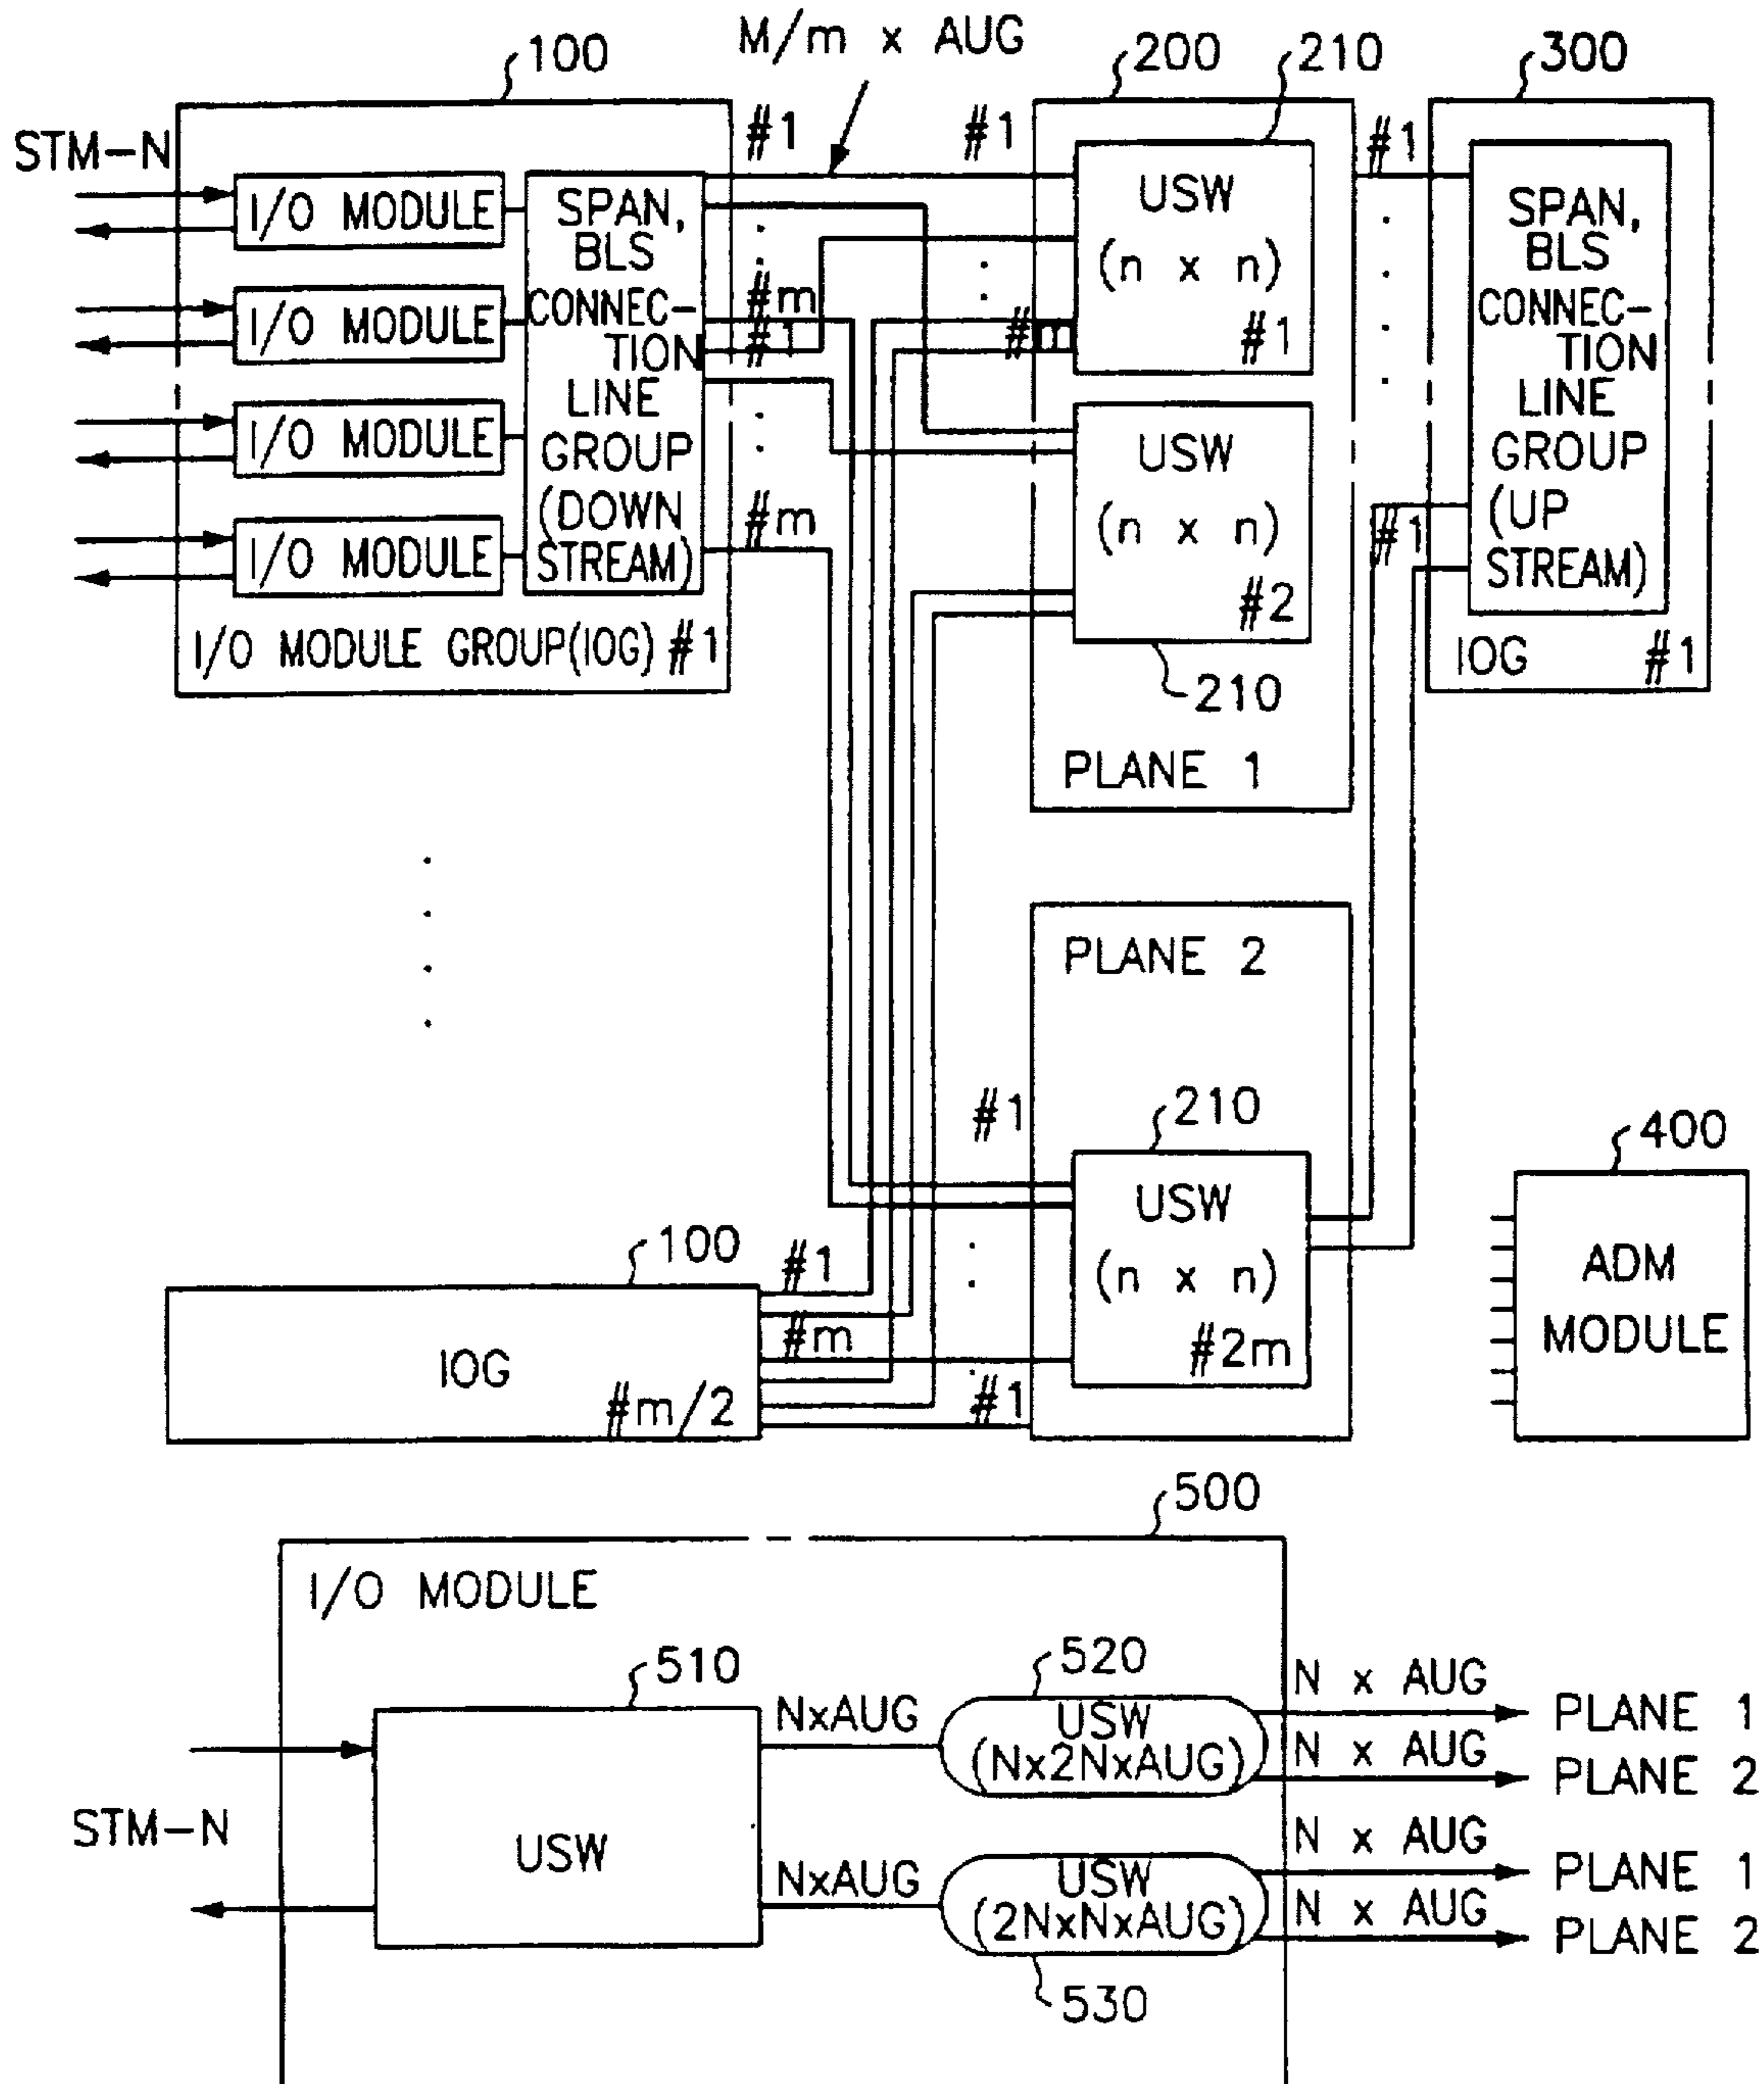 M/m x AUG
100
200
210
300
STM-N
#1
#1
#1
I/O MODULE
I/O MODULE
I/O MODULE
I/O MODULE
SPAN,
BLS
CONNEC-
TION
LINE
GROUP
(DOWN
STREAM)
#m
#1
#m
I/O MODULE GROUP(IOG) #1
#m
USW
(n x n)
#1
USW
(n x n)
#2
210
PLANE 1
SPAN,
BLS
CONNEC-
TION
LINE
GROUP
(UP
STREAM)
#1
IOG #1
PLANE 2
#1
210
USW
(n x n)
#2m
400
ADM
MODULE
100
IOG
#m/2
#1
#m
#1
500
I/O MODULE
510
USW
STM-N
NxAUG
520
USW
(Nx2NxAUG)
N x AUG
PLANE 1
N x AUG
PLANE 2
NxAUG
USW
(2NxNxAUG)
530
N x AUG
PLANE 1
N x AUG
PLANE 2